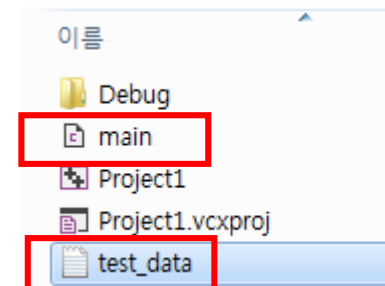 이름
Debug
main
Project1
Project1.vcxproj
test_data